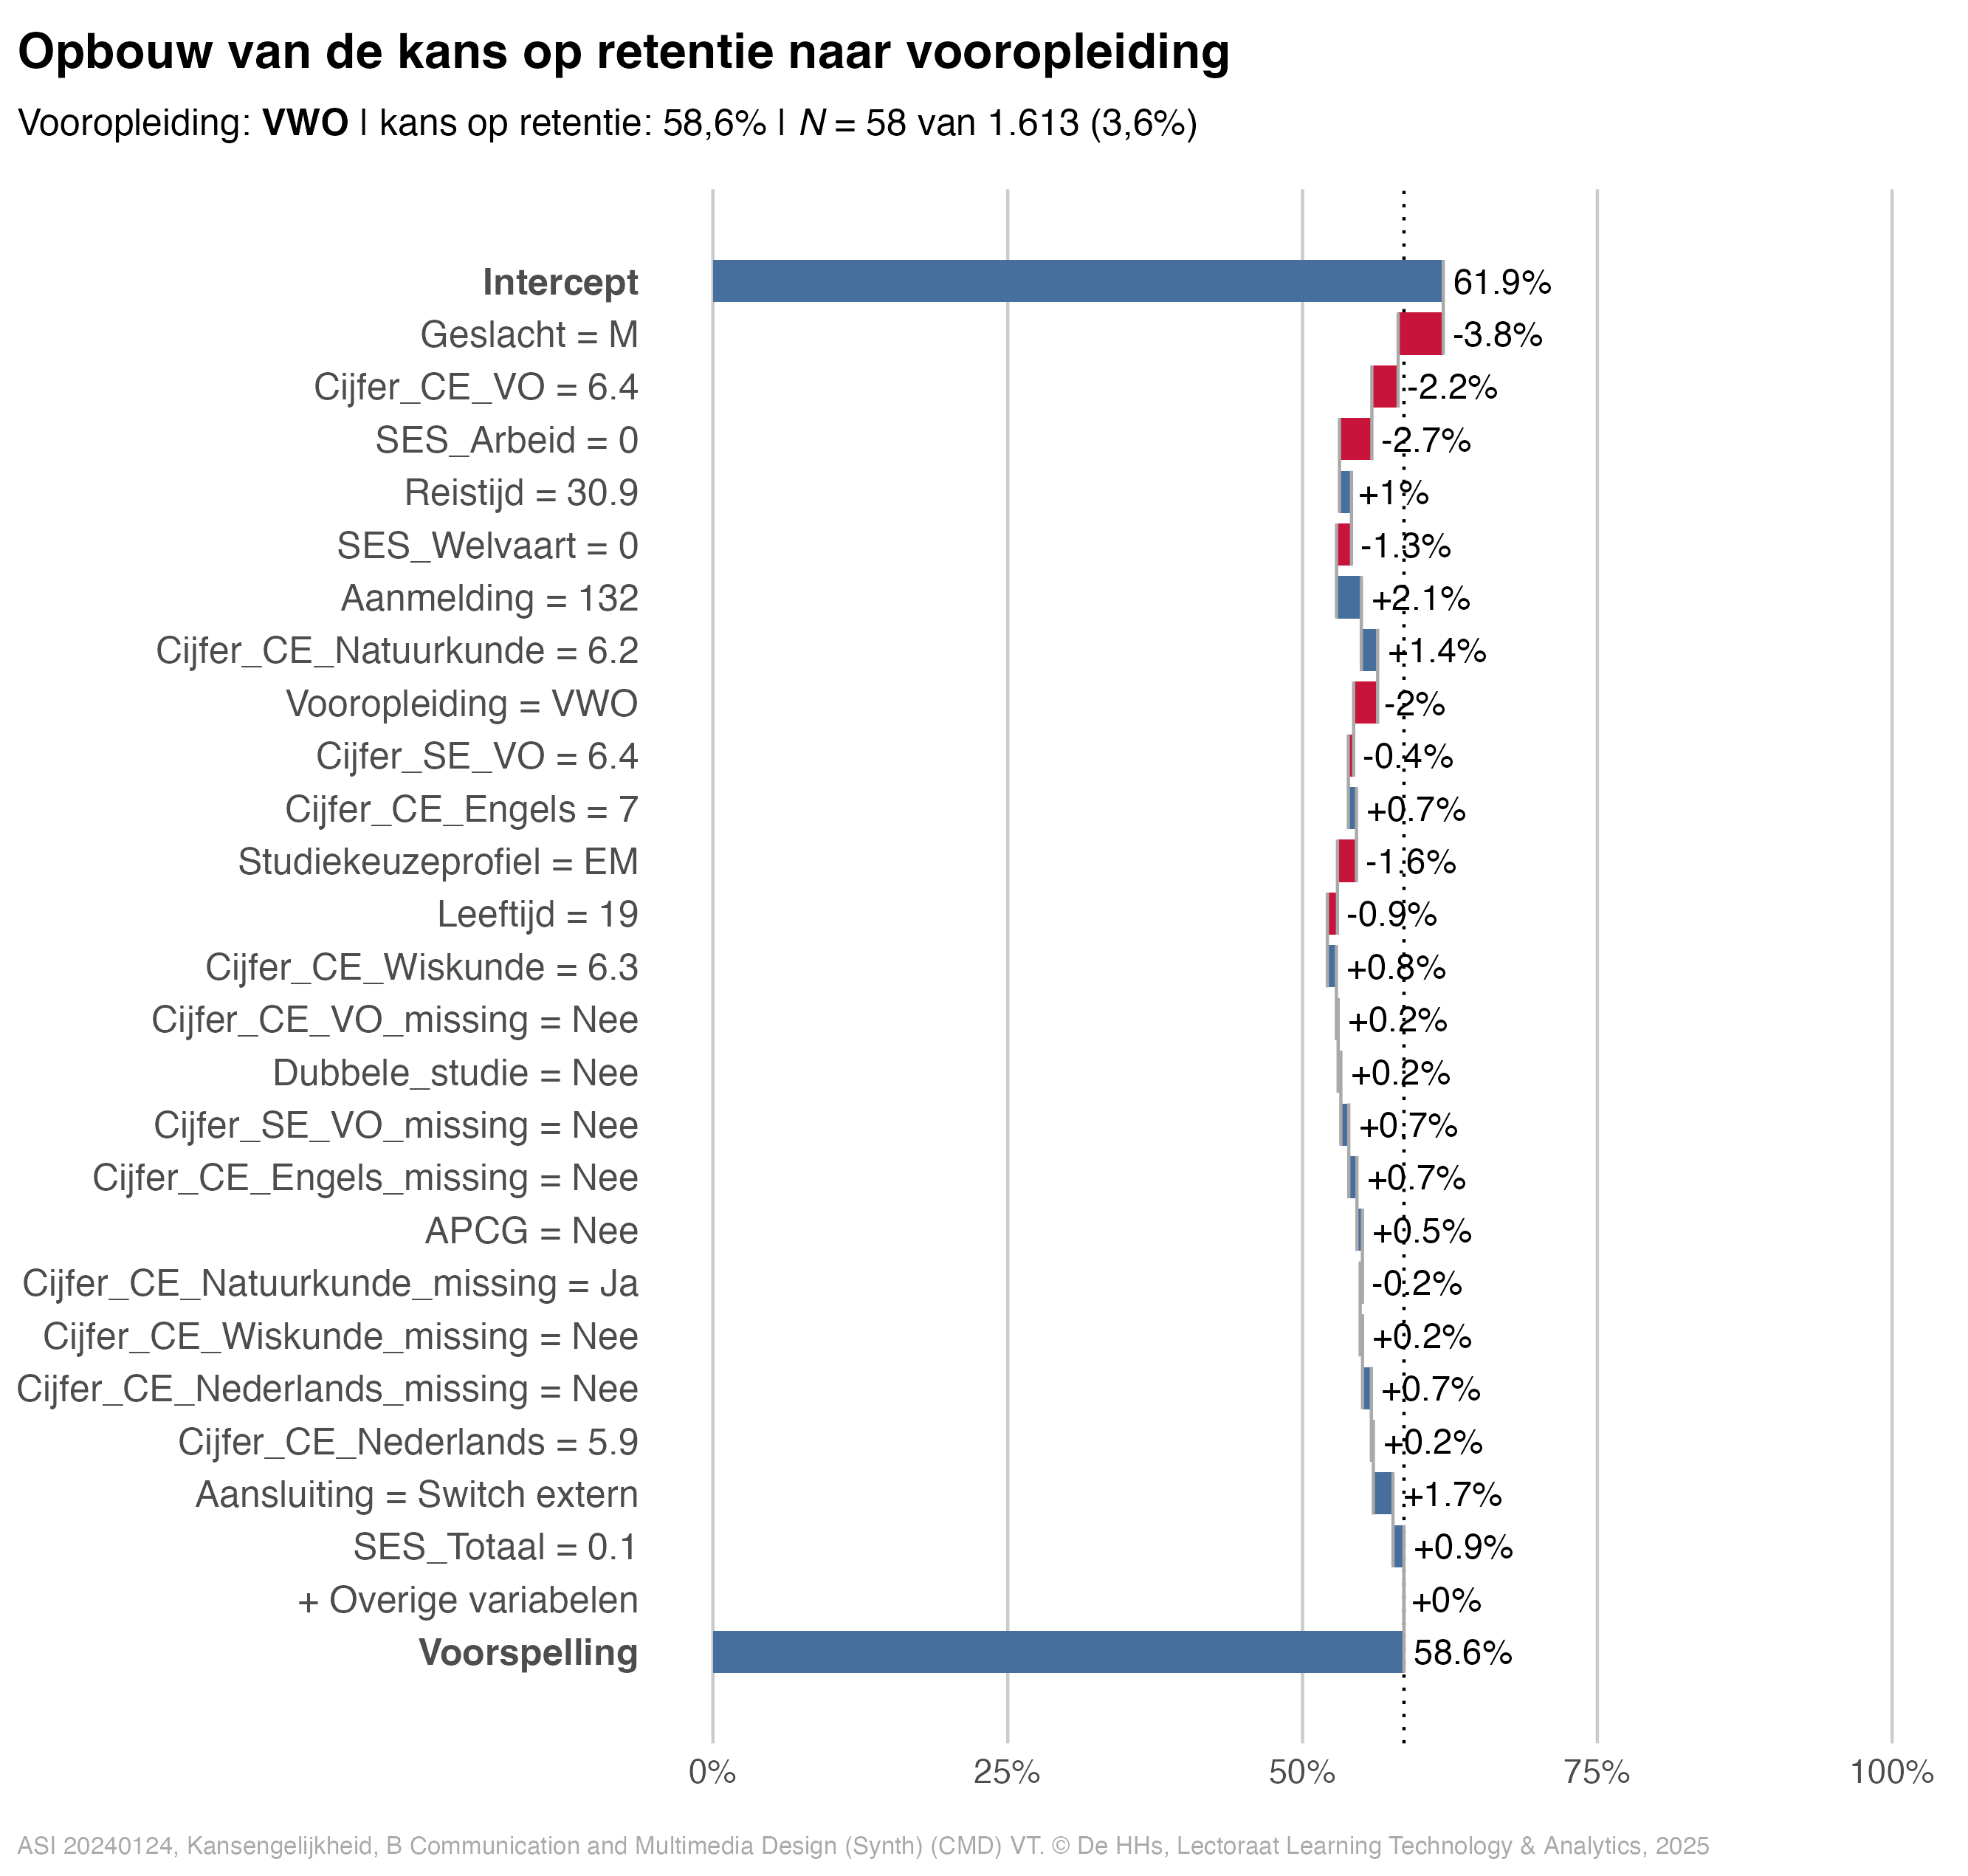 Opbouw van de kans op retentie naar vooropleiding
Vooropleiding: VWO | kans op retentie: 58,6% | N = 58 van 1.613 (3,6%)
Intercept 61.9%
Geslacht = M -3.8%
Cijfer_CE_VO = 6.4 -2.2%
SES_Arbeid = 0 -2.7%
Reistijd = 30.9 +1%
SES_Welvaart = 0 -1.3%
Aanmelding = 132 +2.1%
Cijfer_CE_Natuurkunde = 6.2 +1.4%
Vooropleiding = VWO -2%
Cijfer_SE_VO = 6.4 -0.4%
Cijfer_CE_Engels = 7 +0.7%
Studiekeuzeprofiel = EM -1.6%
Leeftijd = 19 -0.9%
Cijfer_CE_Wiskunde = 6.3 +0.8%
Cijfer_CE_VO_missing = Nee +0.2%
Dubbele_studie = Nee +0.2%
Cijfer_SE_VO_missing = Nee +0.7%
Cijfer_CE_Engels_missing = Nee +0.7%
APCG = Nee +0.5%
Cijfer_CE_Natuurkunde_missing = Ja -0.2%
Cijfer_CE_Wiskunde_missing = Nee +0.2%
Cijfer_CE_Nederlands_missing = Nee +0.7%
Cijfer_CE_Nederlands = 5.9 +0.2%
Aansluiting = Switch extern +1.7%
SES_Totaal = 0.1 +0.9%
+ Overige variabelen +0%
Voorspelling 58.6%
0% 25% 50% 75% 100%
ASI 20240124, Kansengelijkheid, B Communication and Multimedia Design (Synth) (CMD) VT. © De HHs, Lectoraat Learning Technology & Analytics, 2025